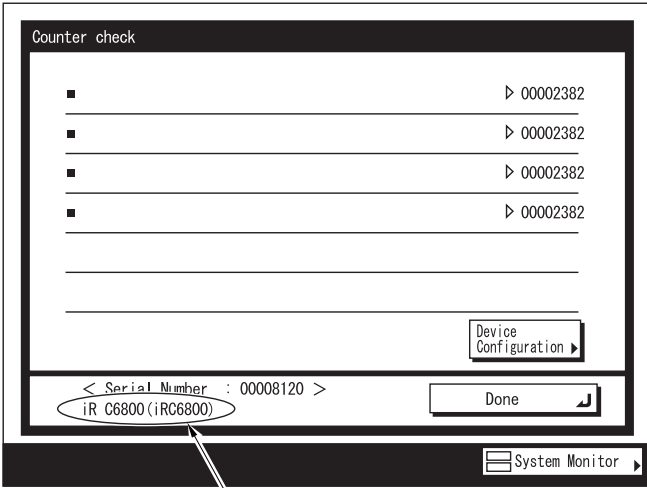 Counter check
■ ▷ 00002382
■ ▷ 00002382
■ ▷ 00002382
■ ▷ 00002382
Device
Configuration ▶
< Serial Number : 00008120 >
iR C6800(iRC6800)
Done
System Monitor ▶